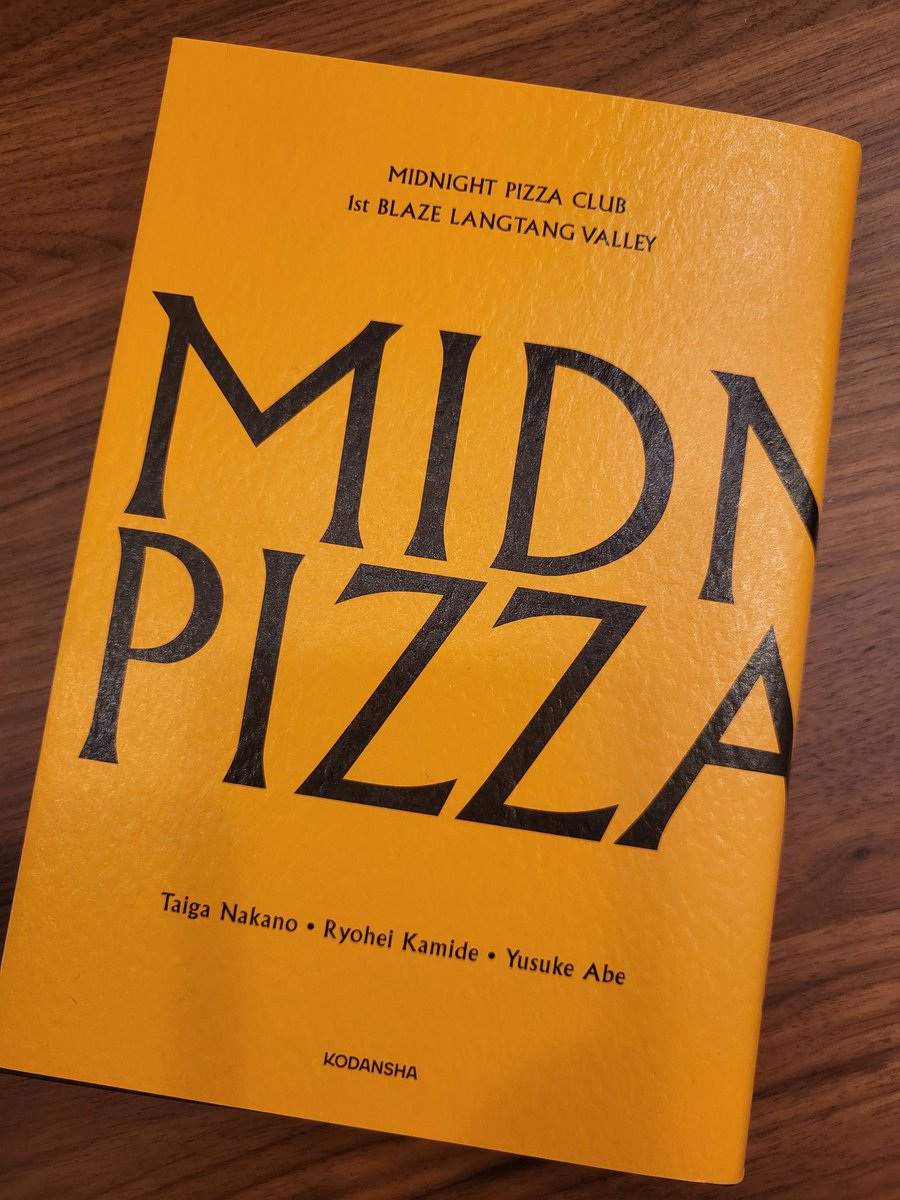 MIDNIGHT PIZZA CLUB
1st BLAZE LANGTANG VALLEY
MIDN
PIZZA
Taiga Nakano • Ryohei Kamide • Yusuke Abe
KODANSHA